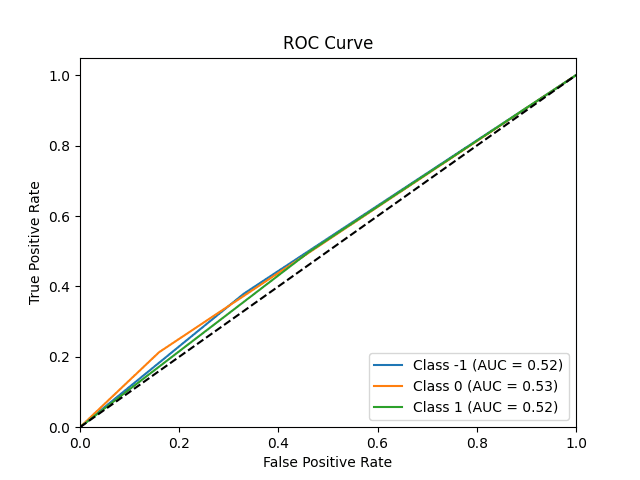 ROC Curve
True Positive Rate
1.0
0.8
0.6
0.4
0.2
0.0
Class -1 (AUC = 0.52)
Class 0 (AUC = 0.53)
Class 1 (AUC = 0.52)
0.0 0.2 0.4 0.6 0.8 1.0
False Positive Rate